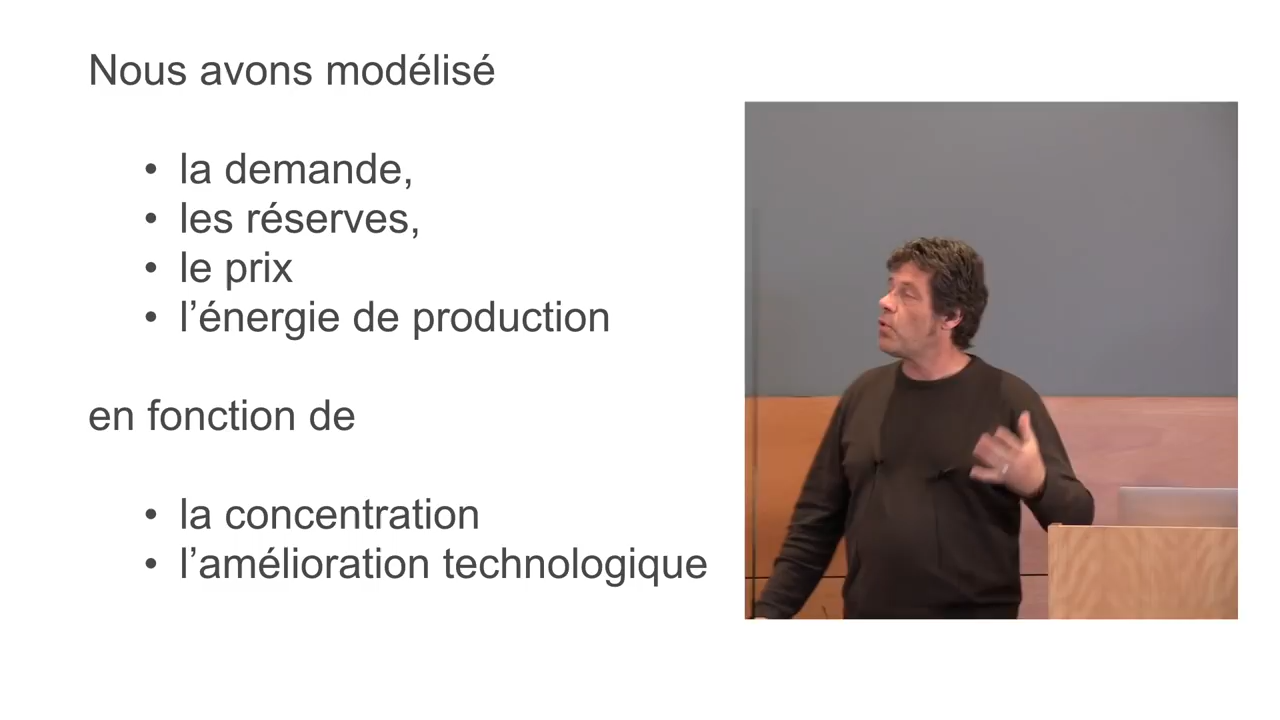 Nous avons modélisé
• la demande,
• les réserves,
• le prix
• l’énergie de production
en fonction de
• la concentration
• l’amélioration technologique